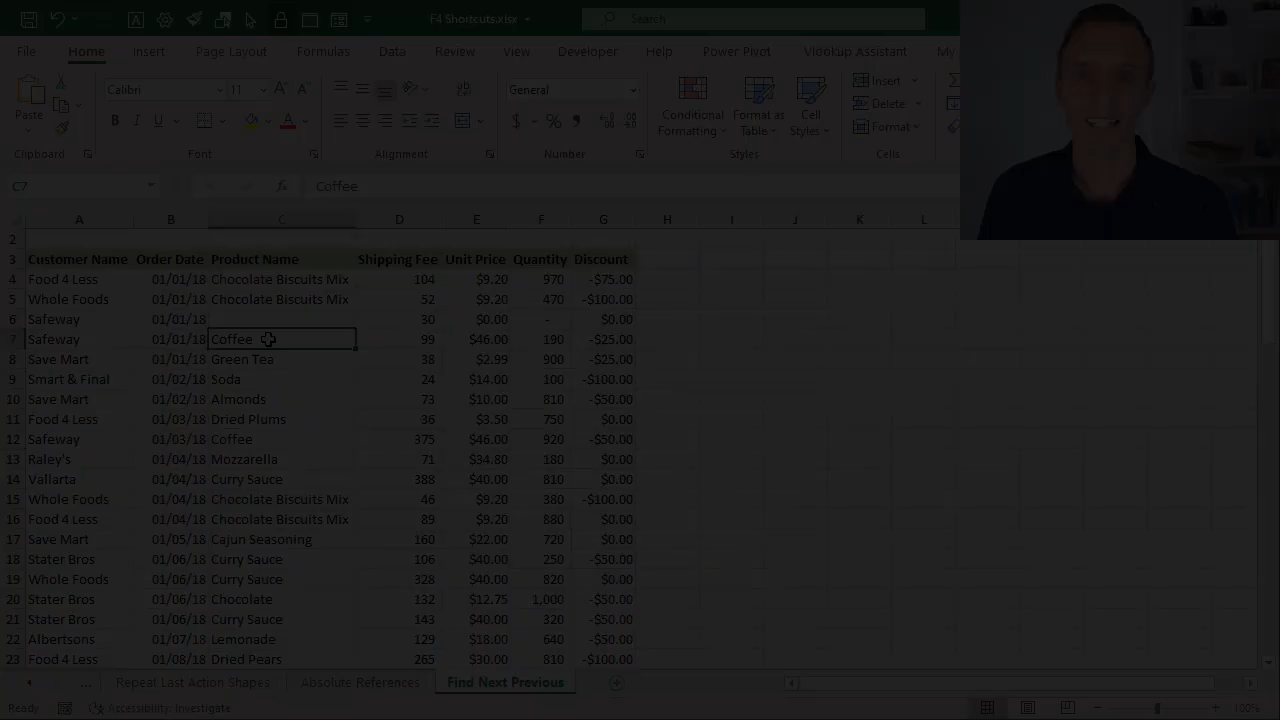 F4 Shortcuts.xlsx
Search
File Home Insert Page Layout Formulas Data Review View Developer Help Power Pivot Vlookup Assistant My
Paste
Calibri 11
B I U A
General
$ % 9
Conditional Formatting
Format as Table
Cell Styles
Insert
Delete
Format
Clipboard Font Alignment Number Styles Cells
C7 fx Coffee
A B C D E F G H I J K L
2
3 Customer Name Order Date Product Name Shipping Fee Unit Price Quantity Discount
4 Food 4 Less 01/01/18 Chocolate Biscuits Mix 104 $9.20 970 -$75.00
5 Whole Foods 01/01/18 Chocolate Biscuits Mix 52 $9.20 470 -$100.00
6 Safeway 01/01/18 30 $0.00 - $0.00
7 Safeway 01/01/18 Coffee 99 $46.00 190 -$25.00
8 Save Mart 01/01/18 Green Tea 38 $2.99 900 -$25.00
9 Smart & Final 01/02/18 Soda 24 $14.00 100 -$100.00
10 Save Mart 01/02/18 Almonds 73 $10.00 810 -$50.00
11 Food 4 Less 01/03/18 Dried Plums 36 $3.50 750 $0.00
12 Safeway 01/03/18 Coffee 375 $46.00 920 -$50.00
13 Raley's 01/04/18 Mozzarella 71 $34.80 180 $0.00
14 Vallarta 01/04/18 Curry Sauce 388 $40.00 810 $0.00
15 Whole Foods 01/04/18 Chocolate Biscuits Mix 46 $9.20 380 -$100.00
16 Food 4 Less 01/04/18 Chocolate Biscuits Mix 89 $9.20 880 $0.00
17 Save Mart 01/05/18 Cajun Seasoning 160 $22.00 720 $0.00
18 Stater Bros 01/06/18 Curry Sauce 106 $40.00 250 -$50.00
19 Whole Foods 01/06/18 Curry Sauce 328 $40.00 820 $0.00
20 Stater Bros 01/06/18 Chocolate 132 $12.75 1,000 -$50.00
21 Stater Bros 01/06/18 Curry Sauce 143 $40.00 320 -$50.00
22 Albertsons 01/07/18 Lemonade 129 $18.00 640 -$50.00
23 Food 4 Less 01/08/18 Dried Pears 265 $30.00 810 -$100.00
... Repeat Last Action Shapes Absolute References Find Next Previous
Ready Accessibility: Investigate 100%